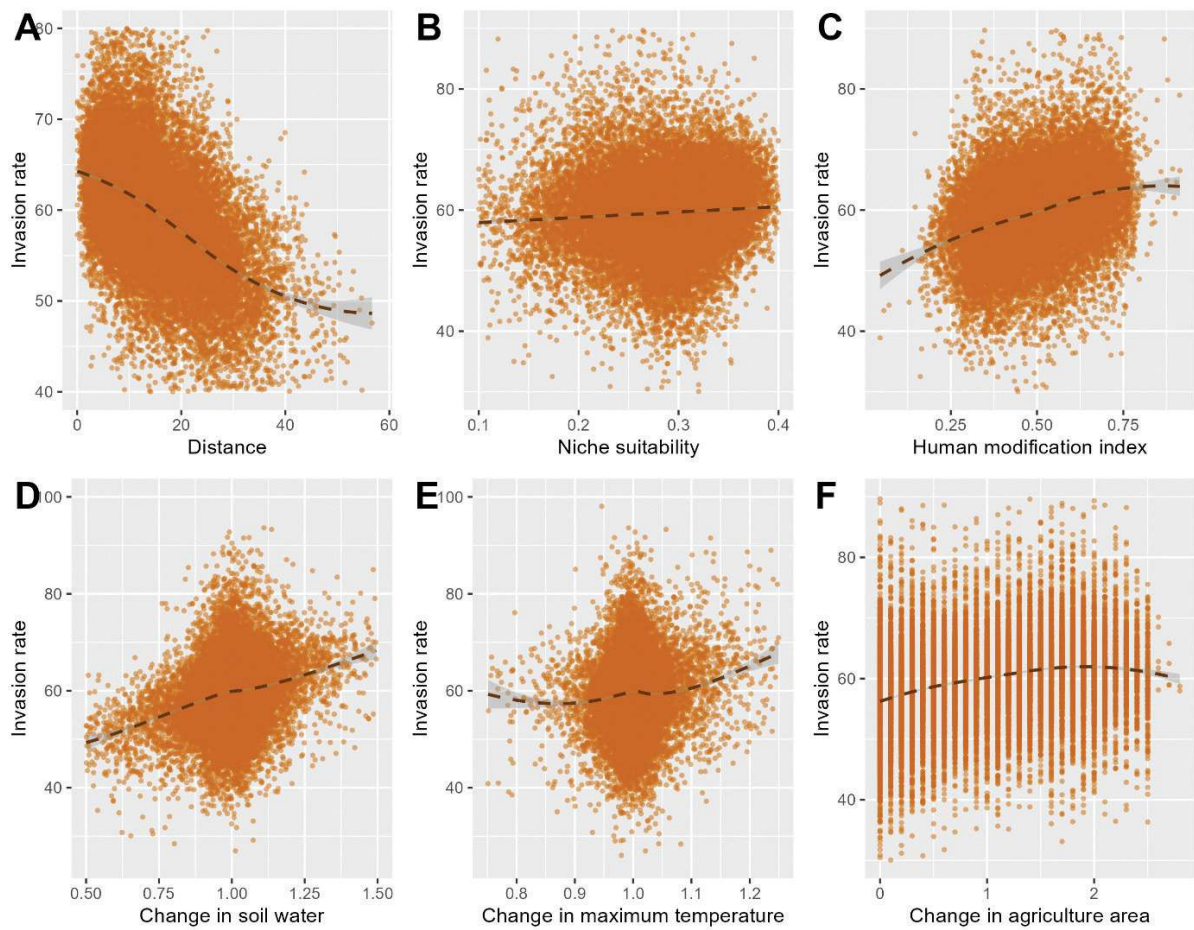 A
B
C
80
70
60
50
40
Invasion rate
0
20
40
60
Distance
80
60
40
Invasion rate
0.1
0.2
0.3
0.4
Niche suitability
80
60
40
Invasion rate
0.25
0.50
0.75
Human modification index
D
E
F
100
80
60
40
Invasion rate
0.50
0.75
1.00
1.25
1.50
Change in soil water
100
80
60
40
Invasion rate
0.8
0.9
1.0
1.1
1.2
Change in maximum temperature
80
60
40
Invasion rate
0
1
2
Change in agriculture area